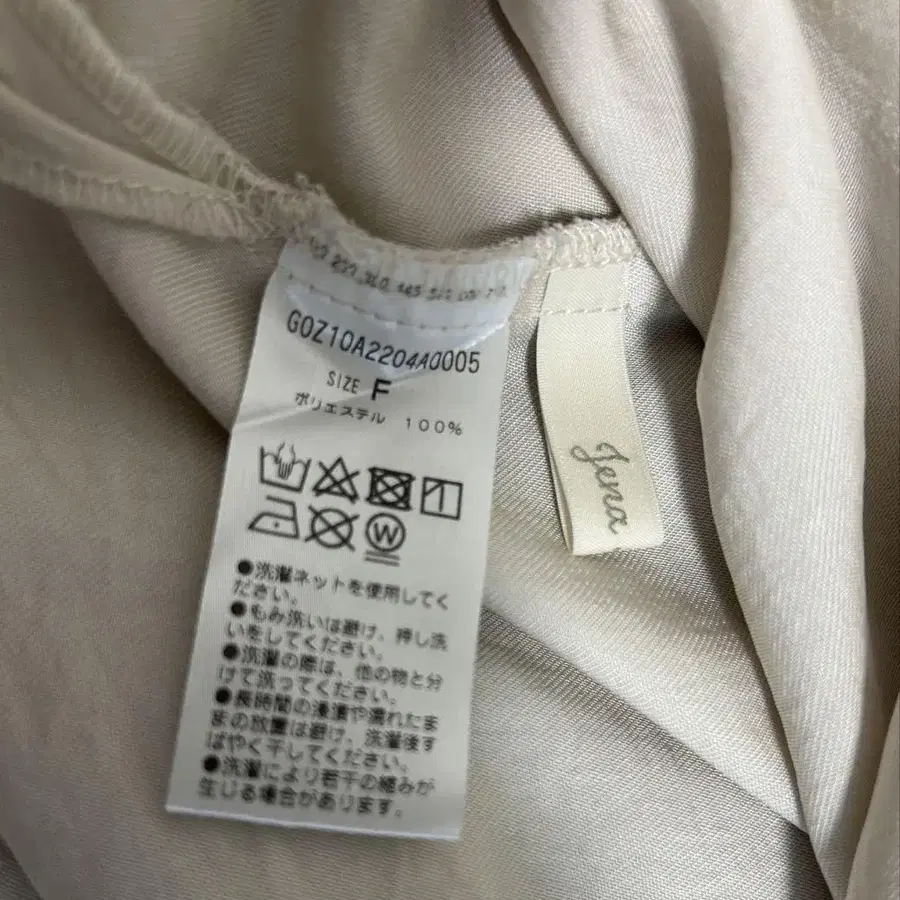 G0Z10A2204A0005
SIZE F
ポリエステル 100%
W
●洗濯ネットを使用してく
ださい。
●もみ洗いは避け、押し洗
いをしてください。
●洗濯の際は、他の物と分
けて洗ってください。
●長時間の浸漬や濡れたま
まの放置は避け、洗濯後す
ばやく干してください。
●洗濯により若干の縮みが
生じる場合があります。
Jena